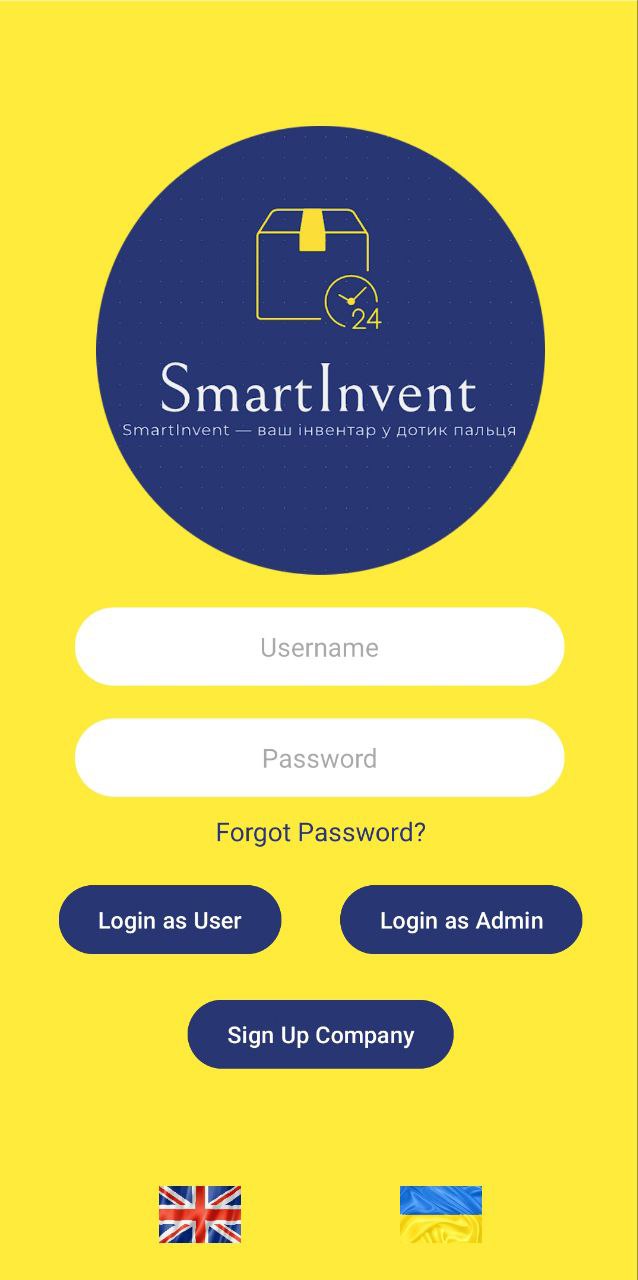 24
SmartInvent
SmartInvent — ваш інвентар у дотик пальця
Username
Password
Forgot Password?
Login as User
Login as Admin
Sign Up Company